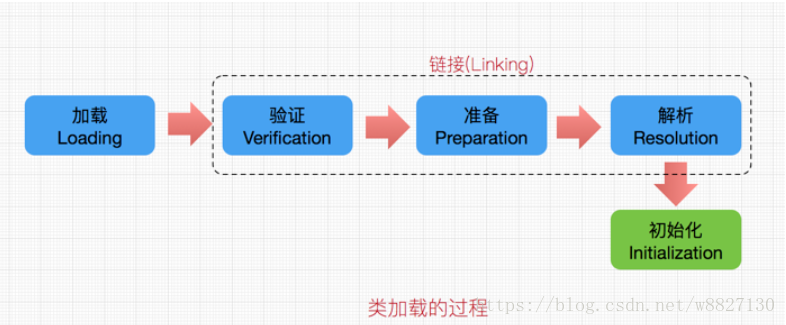 链接(Linking)
加载
Loading
验证
Verification
准备
Preparation
解析
Resolution
初始化
Initialization
类加载的过程
https://blog.csdn.net/w8827130